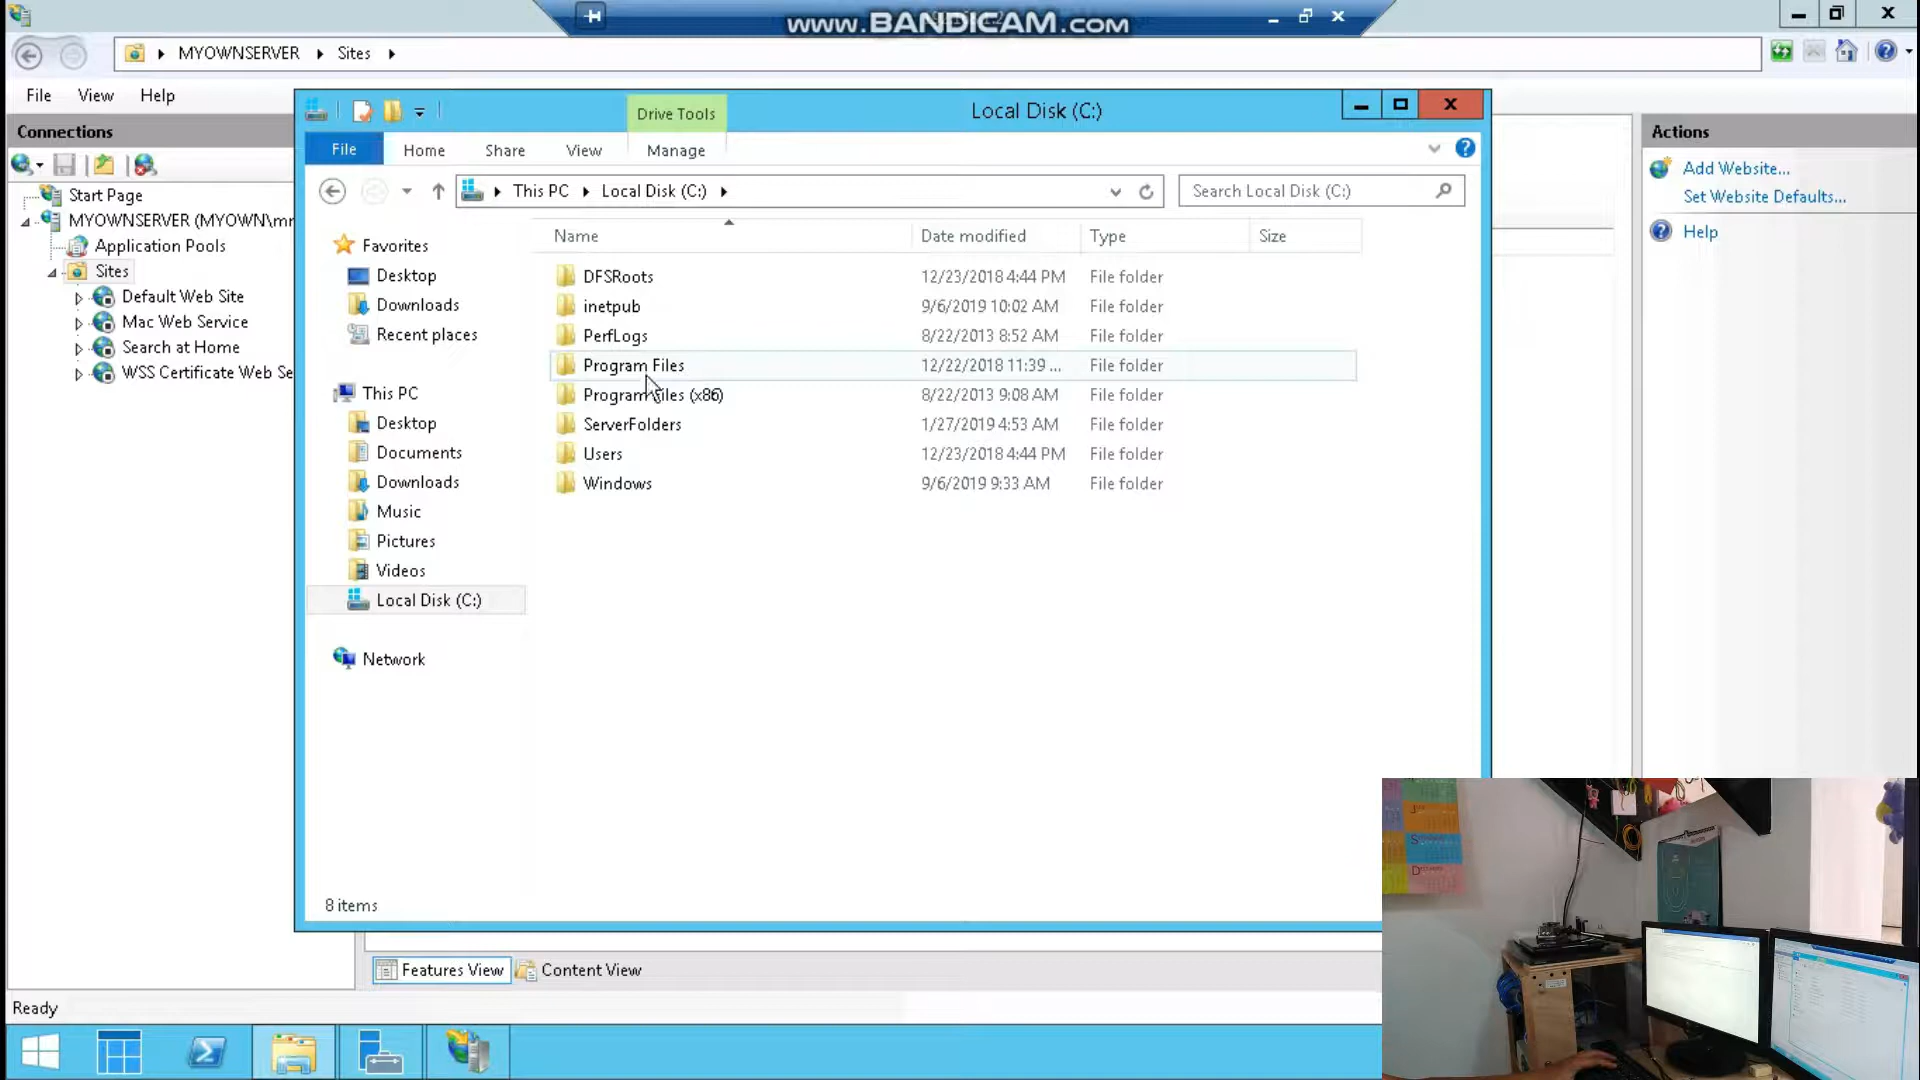 www.BANDICAM.com
MYOWNSERVER
Sites
File
View
Help
Connections
Start Page
MYOWNSERVER (MYOWN\mr
Application Pools
Sites
Default Web Site
Mac Web Service
Search at Home
WSS Certificate Web Se
Drive Tools
Local Disk (C:)
File
Home
Share
View
Manage
This PC
Local Disk (C:)
Search Local Disk (C:)
Favorites
Desktop
Downloads
Recent places
This PC
Desktop
Documents
Downloads
Music
Pictures
Videos
Local Disk (C:)
Network
Name Date modified Type Size
DFSRoots 12/23/2018 4:44 PM File folder
inetpub 9/6/2019 10:02 AM File folder
PerfLogs 8/22/2013 8:52 AM File folder
Program Files 12/22/2018 11:39 ... File folder
Program Files (x86) 8/22/2013 9:08 AM File folder
ServerFolders 1/27/2019 4:53 AM File folder
Users 12/23/2018 4:44 PM File folder
Windows 9/6/2019 9:33 AM File folder
8 items
Actions
Add Website...
Set Website Defaults...
Help
Features View
Content View
Ready